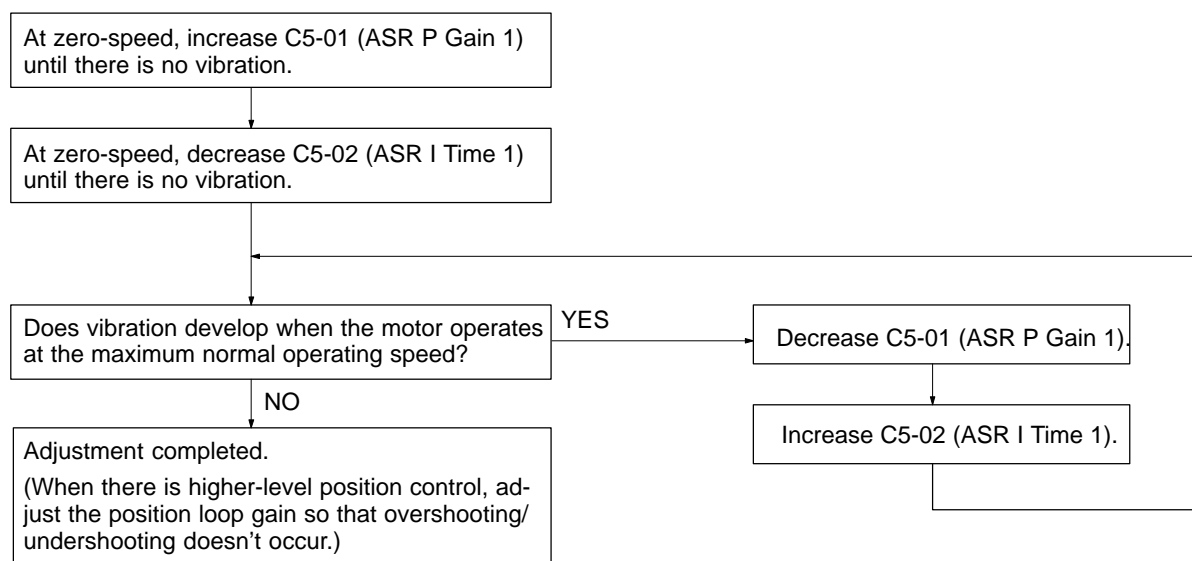 At zero-speed, increase C5-01 (ASR P Gain 1)
until there is no vibration.
At zero-speed, decrease C5-02 (ASR I Time 1)
until there is no vibration.
Does vibration develop when the motor operates
at the maximum normal operating speed?
YES
Decrease C5-01 (ASR P Gain 1).
Increase C5-02 (ASR I Time 1).
NO
Adjustment completed.
(When there is higher-level position control, ad-
just the position loop gain so that overshooting/
undershooting doesn't occur.)